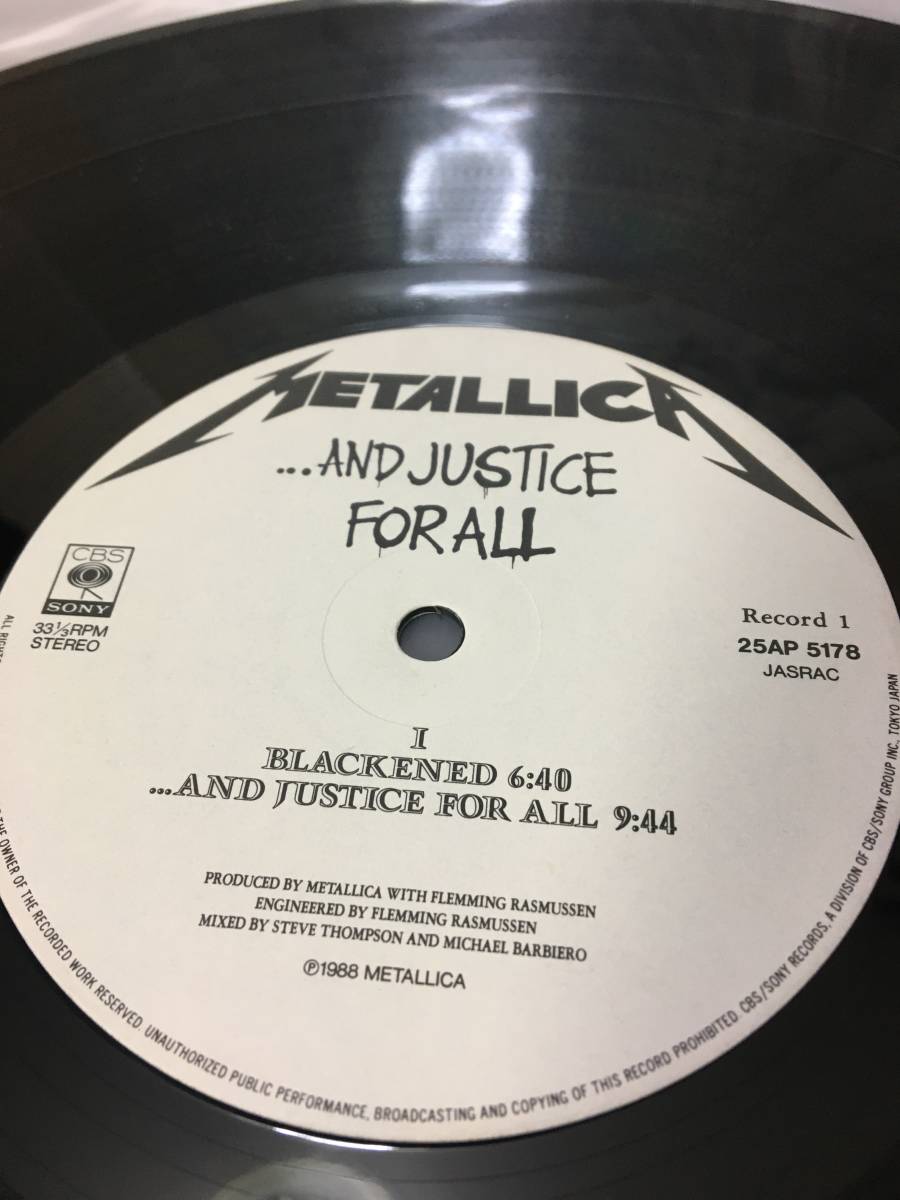 METALLICA
...AND JUSTICE
FOR ALL
CBS
SONY
33⅓RPM
STEREO
Record 1
25AP 5178
JASRAC
I
BLACKENED 6:40
...AND JUSTICE FOR ALL 9:44
PRODUCED BY METALLICA WITH FLEMMING RASMUSSEN
ENGINEERED BY FLEMMING RASMUSSEN
MIXED BY STEVE THOMPSON AND MICHAEL BARBIERO
Ⓟ1988 METALLICA
ALL THE OWNER OF THE RECORDED WORK RESERVED. UNAUTHORIZED PUBLIC PERFORMANCE, BROADCASTING AND COPYING OF THIS RECORD PROHIBITED. CBS/SONY RECORDS, A DIVISION OF CBS/SONY GROUP INC. TOKYO JAPAN